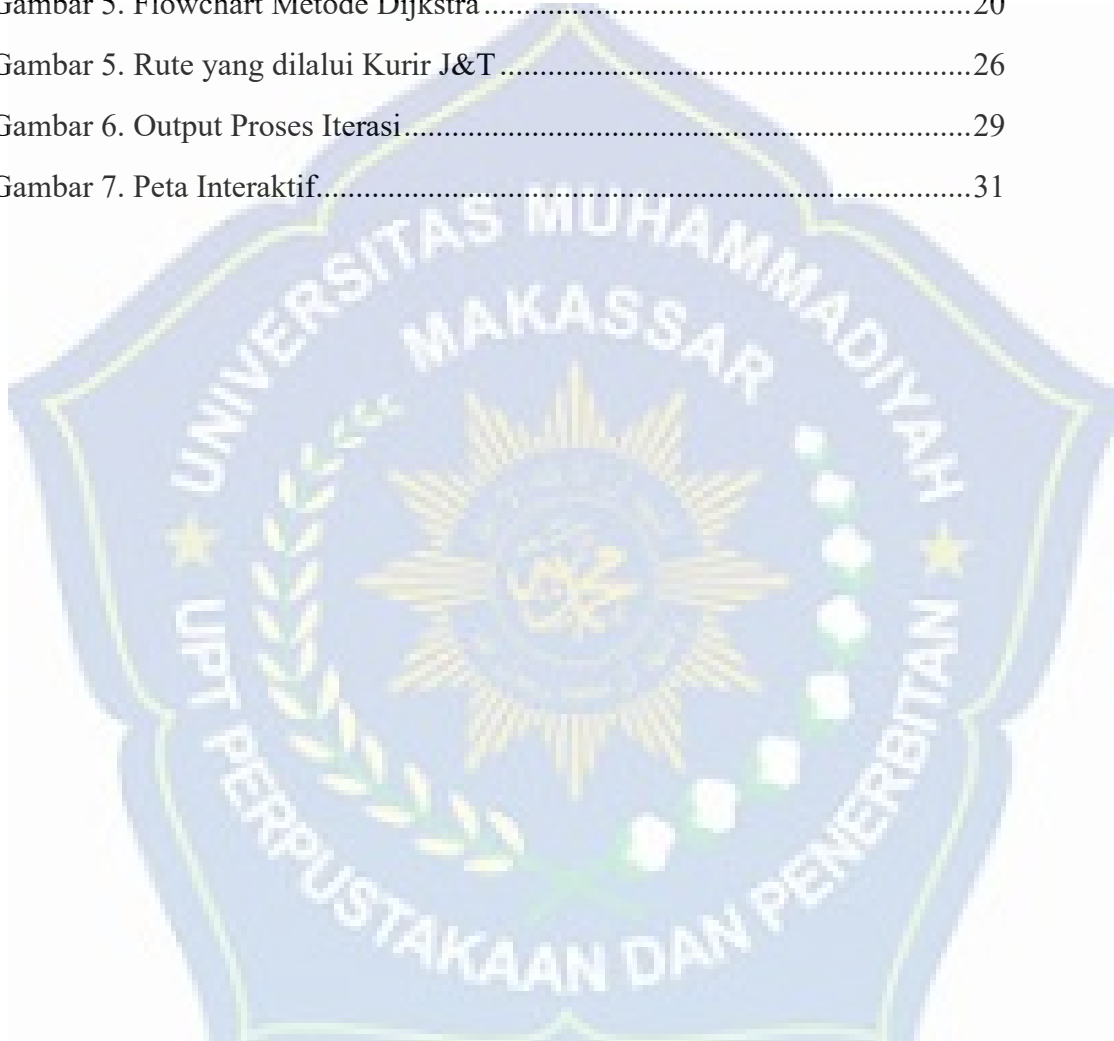 Gambar 5. Flowchart Metode Dijkstra........................................................20
Gambar 5. Rute yang dilalui Kurir J&T......................................................26
Gambar 6. Output Proses Iterasi..................................................................29
Gambar 7. Peta Interaktif.............................................................................31
UNIVERSITAS MUHAMMADIYAH
MAKASSAR
UPT PERPUSTAKAAN DAN PENERBITAN